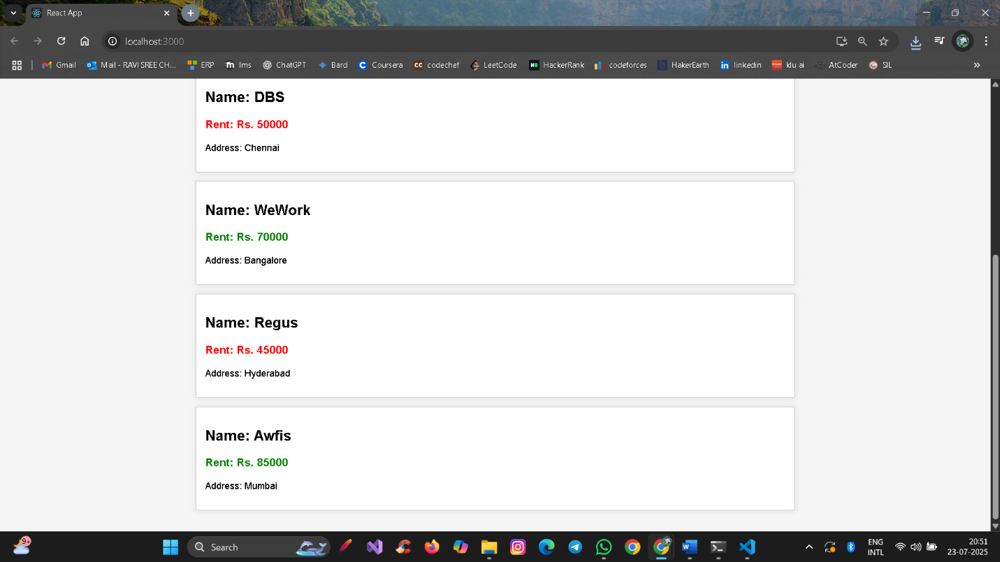 React App
localhost:3000
Gmail
Mail - RAVI SREE CH...
ERP
lms
ChatGPT
Bard
Coursera
codechef
LeetCode
HackerRank
codeforces
HakerEarth
linkedin
klu ai
AtCoder
SIL
Name: DBS
Rent: Rs. 50000
Address: Chennai
Name: WeWork
Rent: Rs. 70000
Address: Bangalore
Name: Regus
Rent: Rs. 45000
Address: Hyderabad
Name: Awfis
Rent: Rs. 85000
Address: Mumbai
9+
Search
ENG
INTL
20:51
23-07-2025